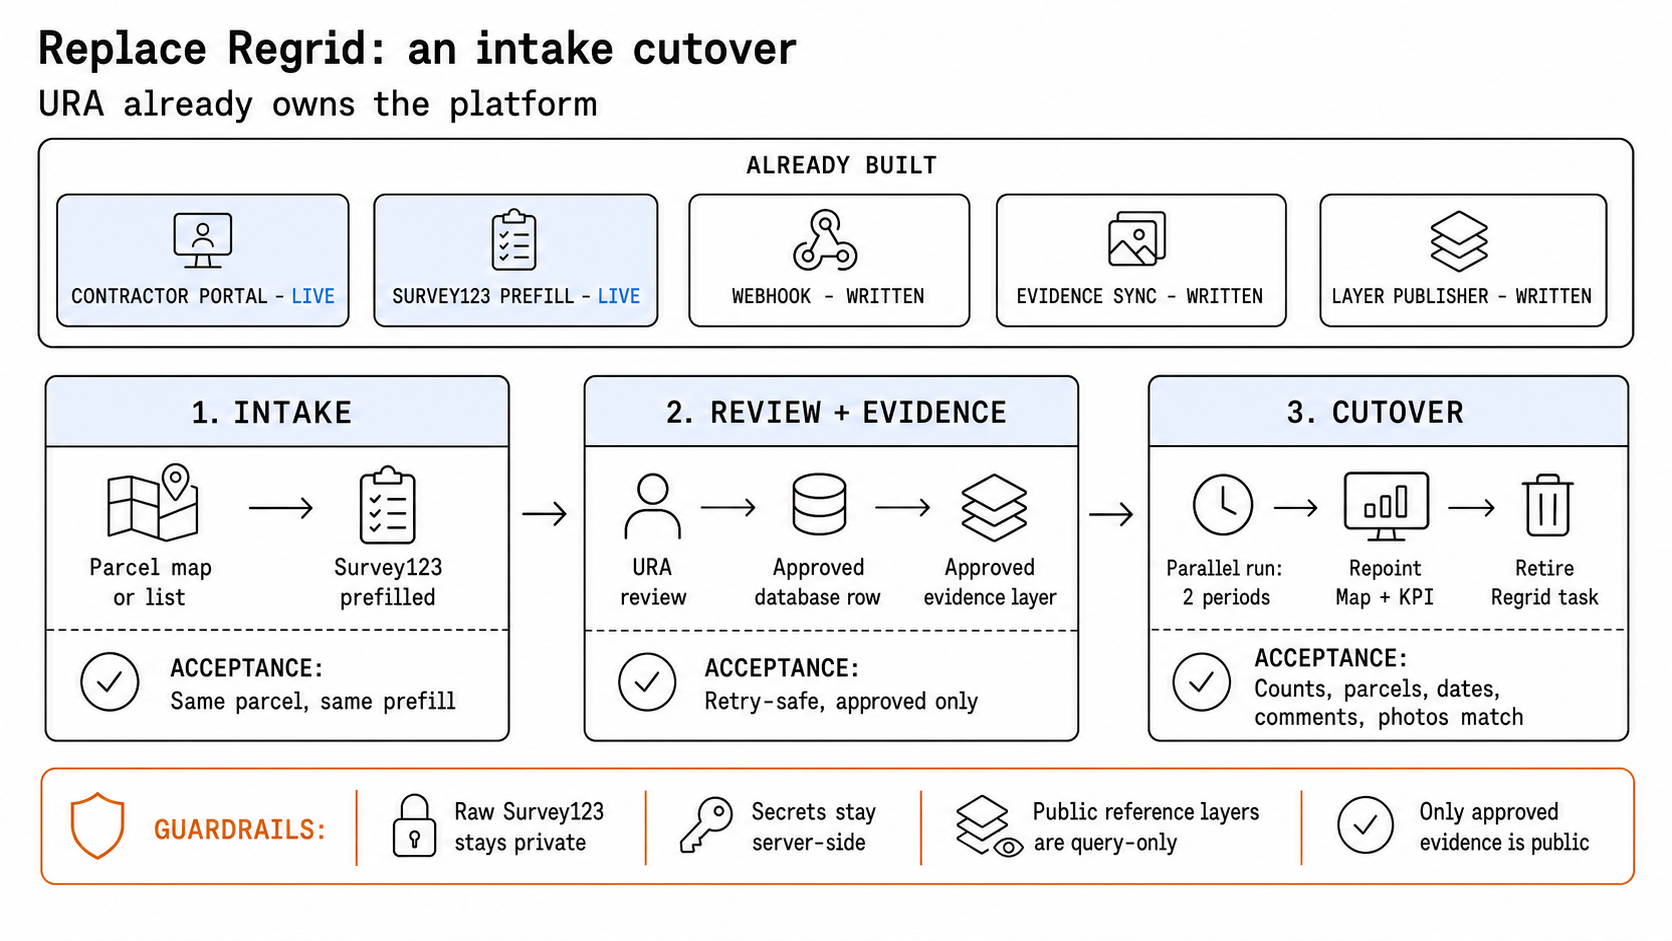 Replace Regrid: an intake cutover
URA already owns the platform
ALREADY BUILT
CONTRACTOR PORTAL - LIVE
SURVEY123 PREFILL - LIVE
WEBHOOK - WRITTEN
EVIDENCE SYNC - WRITTEN
LAYER PUBLISHER - WRITTEN
1. INTAKE
Parcel map
or list
Survey123
prefilled
ACCEPTANCE:
Same parcel, same prefill
2. REVIEW + EVIDENCE
URA
review
Approved
database row
Approved
evidence layer
ACCEPTANCE:
Retry-safe, approved only
3. CUTOVER
Parallel run:
2 periods
Repoint
Map + KPI
Retire
Regrid task
ACCEPTANCE:
Counts, parcels, dates,
comments, photos match
GUARDRAILS:
Raw Survey123
stays private
Secrets stay
server-side
Public reference layers
are query-only
Only approved
evidence is public